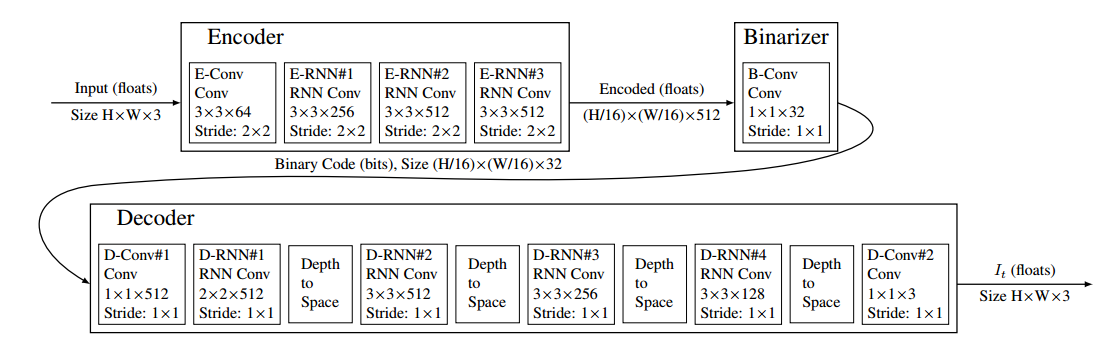 Encoder
E-Conv
Conv
3×3×64
Stride: 2×2
E-RNN#1
RNN Conv
3×3×256
Stride: 2×2
E-RNN#2
RNN Conv
3×3×512
Stride: 2×2
E-RNN#3
RNN Conv
3×3×512
Stride: 2×2
Binarizer
B-Conv
Conv
1×1×32
Stride: 1×1
Input (floats)
Size H×W×3
Encoded (floats)
(H/16)×(W/16)×512
Binary Code (bits), Size (H/16)×(W/16)×32
Decoder
D-Conv#1
Conv
1×1×512
Stride: 1×1
D-RNN#1
RNN Conv
2×2×512
Stride: 1×1
Depth
to
Space
D-RNN#2
RNN Conv
3×3×512
Stride: 1×1
Depth
to
Space
D-RNN#3
RNN Conv
3×3×256
Stride: 1×1
Depth
to
Space
D-RNN#4
RNN Conv
3×3×128
Stride: 1×1
Depth
to
Space
D-Conv#2
Conv
1×1×3
Stride: 1×1
I_t (floats)
Size H×W×3